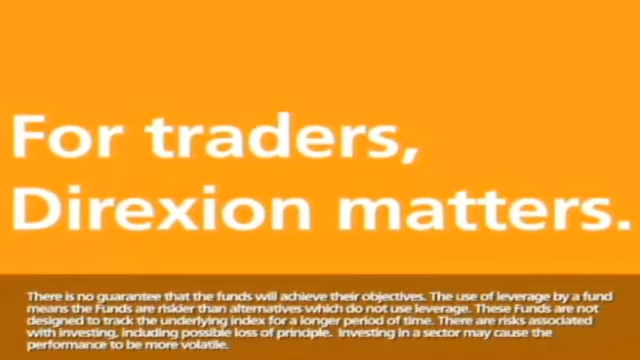 For traders,
Direxion matters.
There is no guarantee that the funds will achieve their objectives. The use of leverage by a fund
means the Funds are riskier than alternatives which do not use leverage. These Funds are not
designed to track the underlying index for a longer period of time. There are risks associated
with investing, including possible loss of principle. Investing in a sector may cause the
performance to be more volatile.